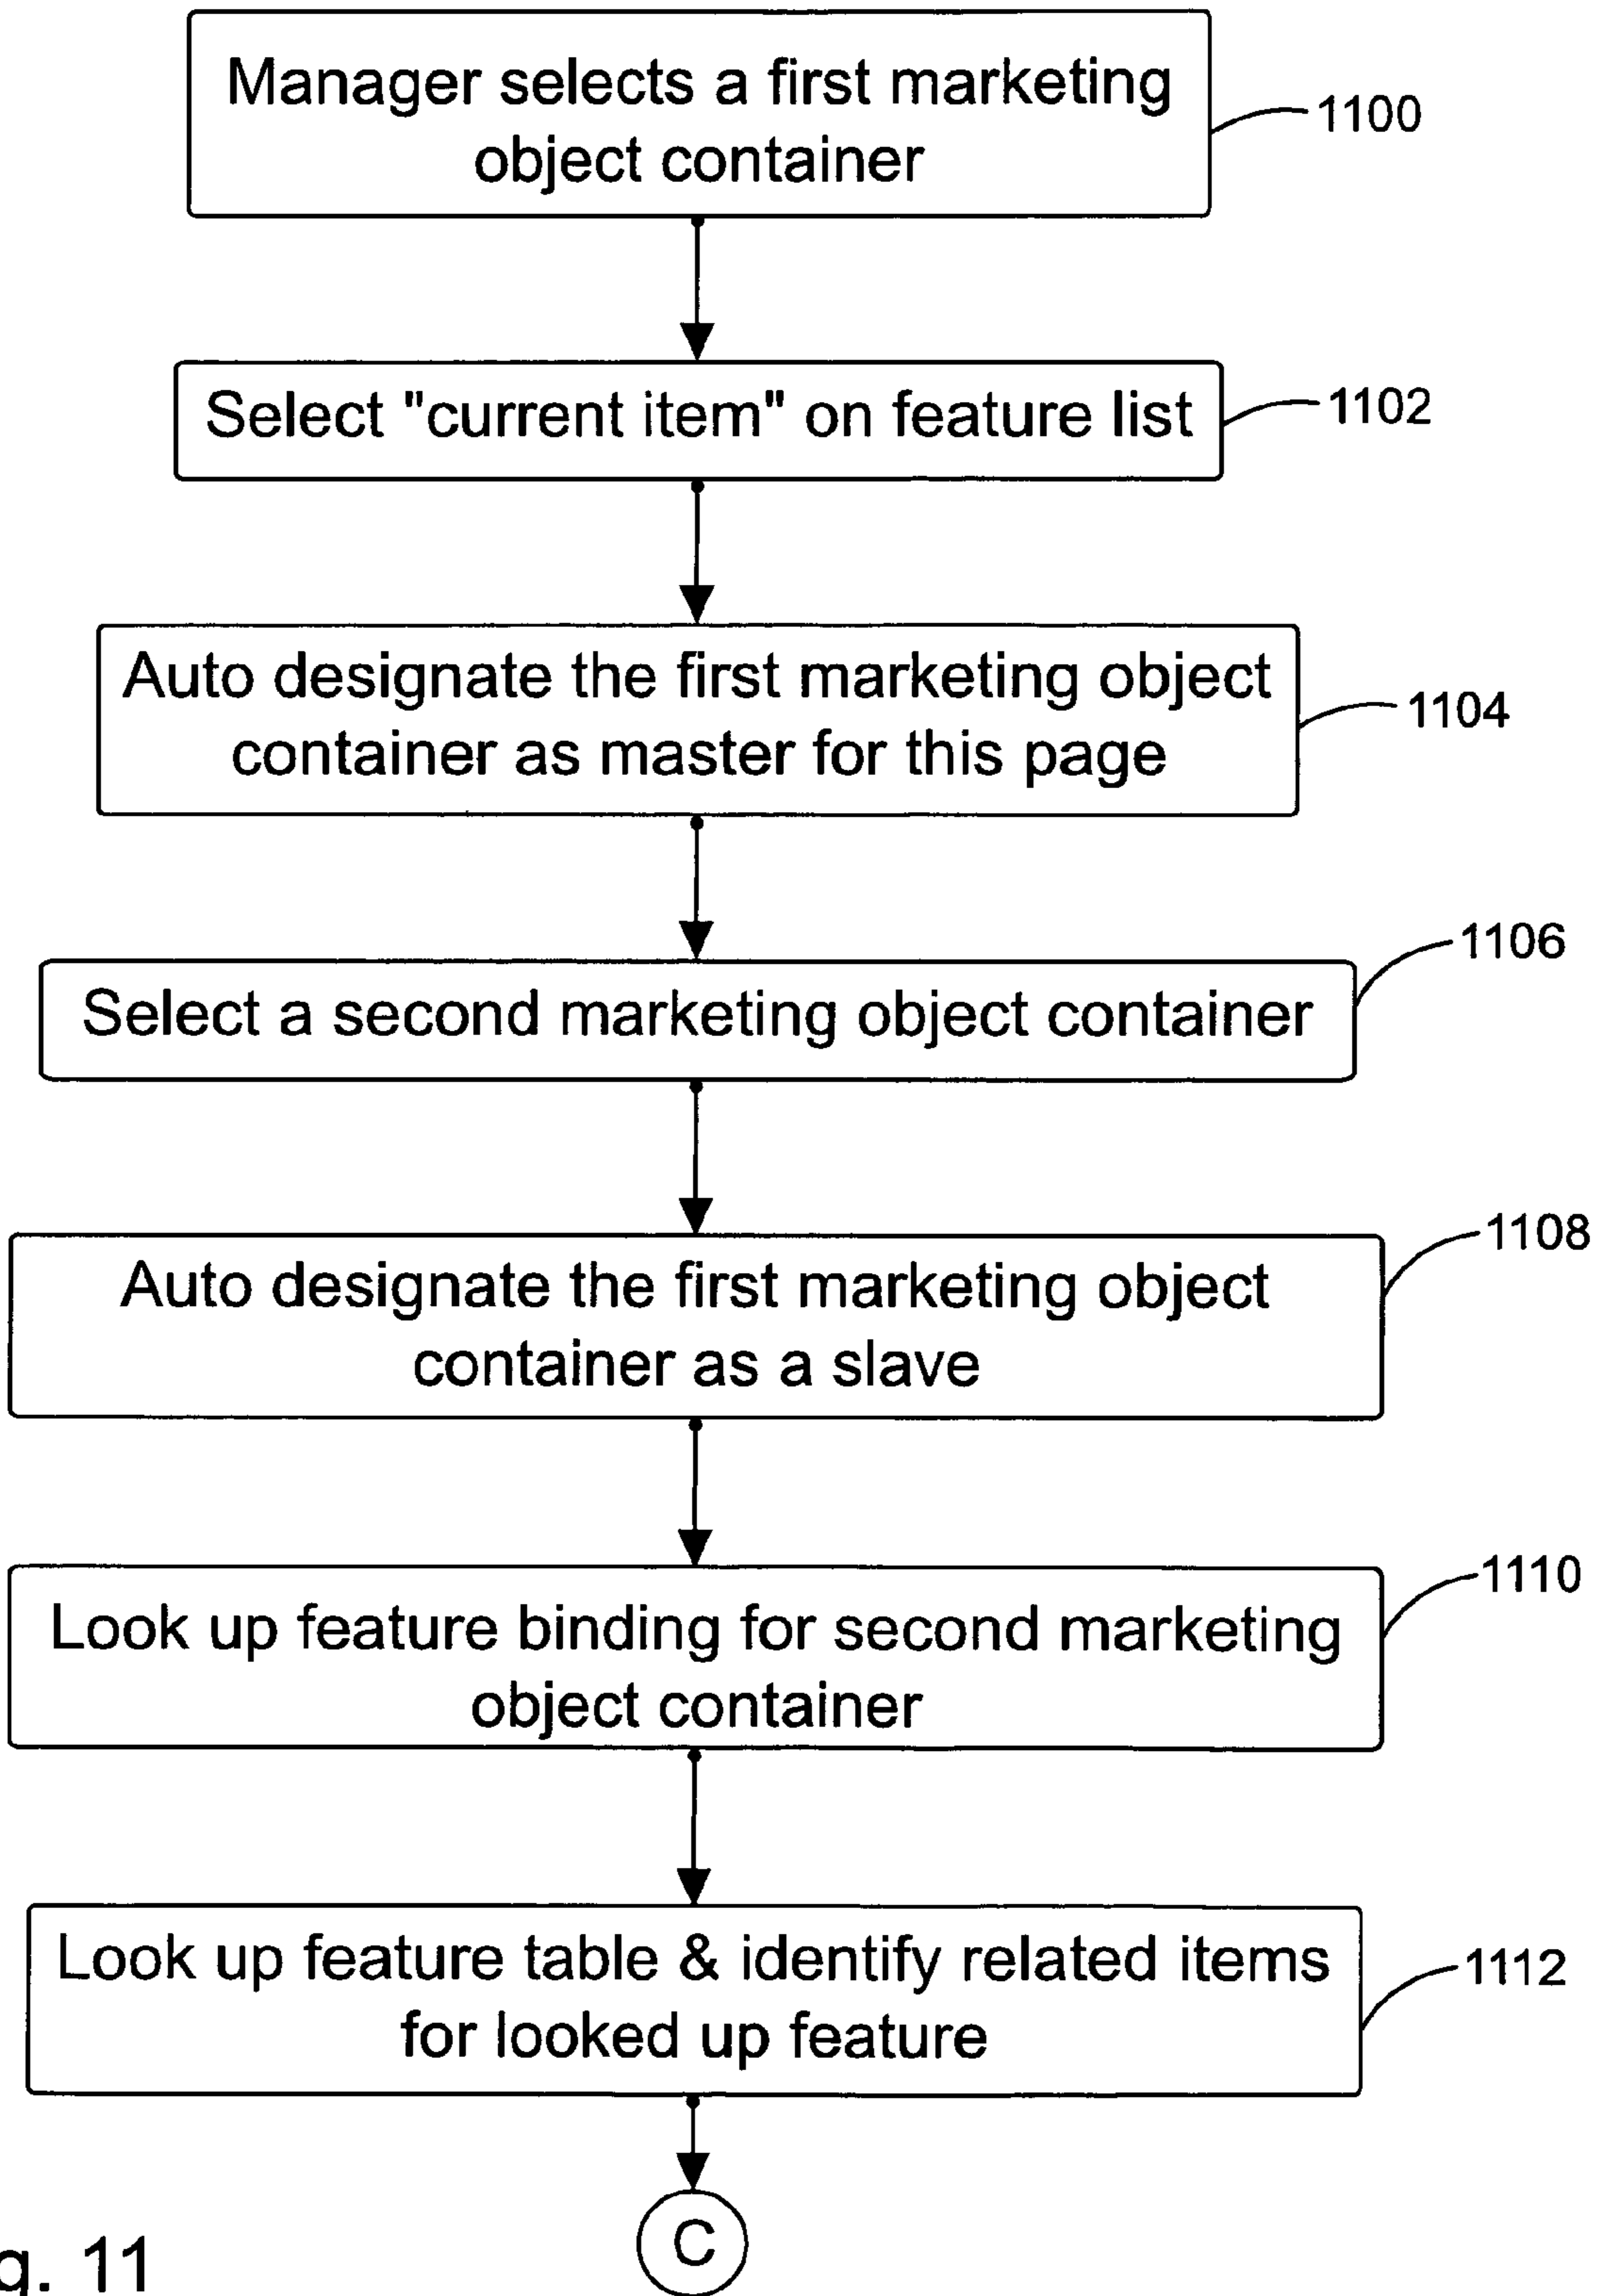 Manager selects a first marketing
object container
1100
Select "current item" on feature list
1102
Auto designate the first marketing object
container as master for this page
1104
Select a second marketing object container
1106
Auto designate the first marketing object
container as a slave
1108
Look up feature binding for second marketing
object container
1110
Look up feature table & identify related items
for looked up feature
1112
C
g. 11